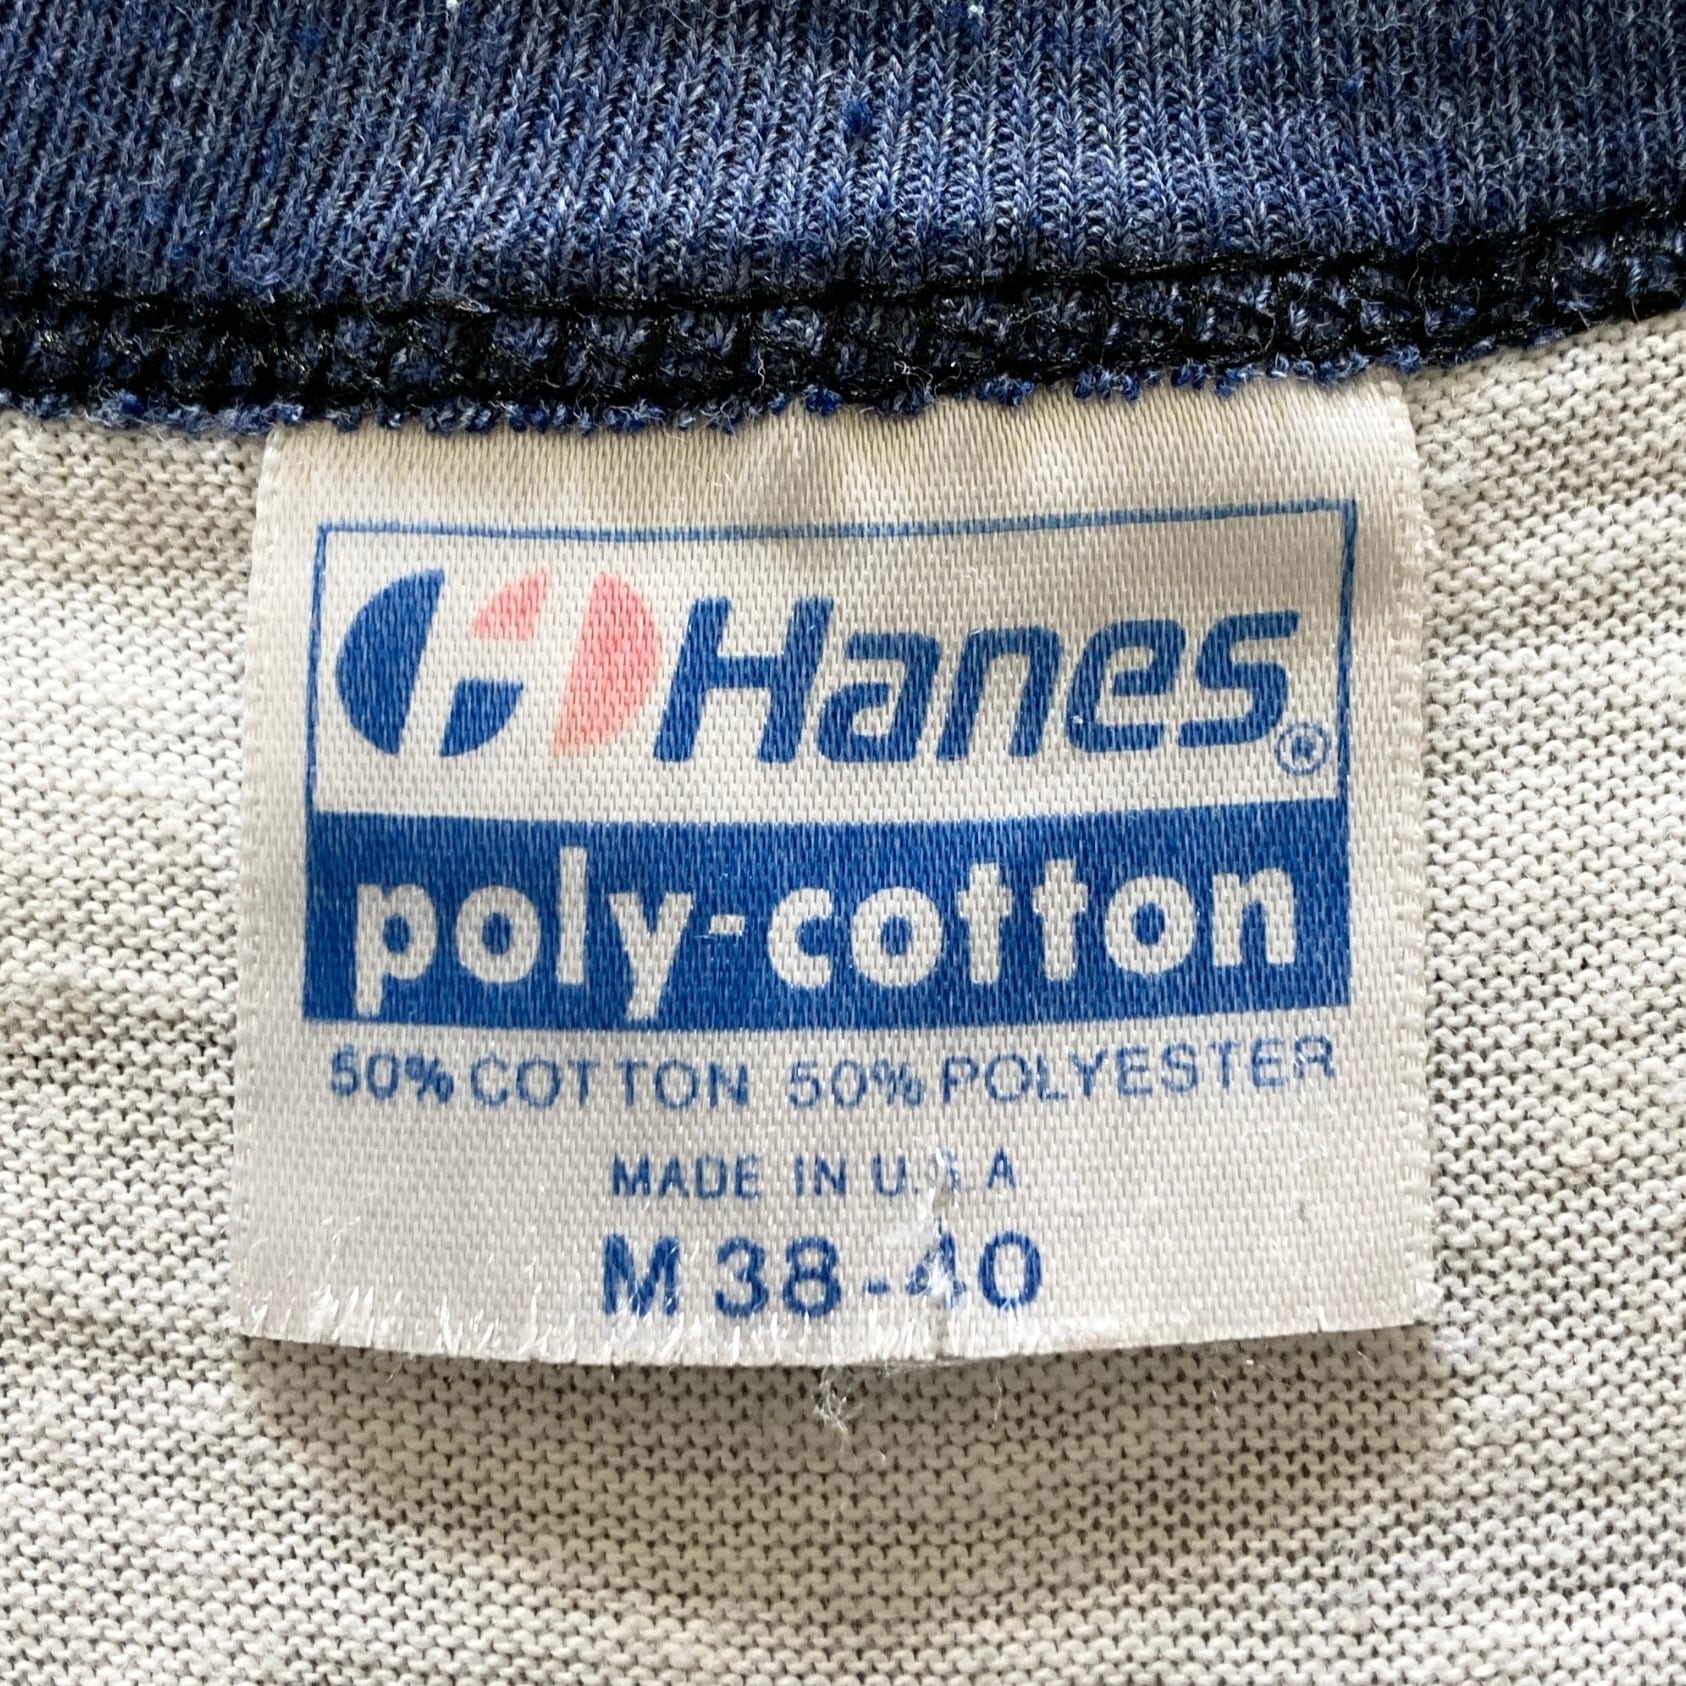 Hanes®
poly-cotton
50% COTTON 50% POLYESTER
MADE IN U.S.A
M 38-40